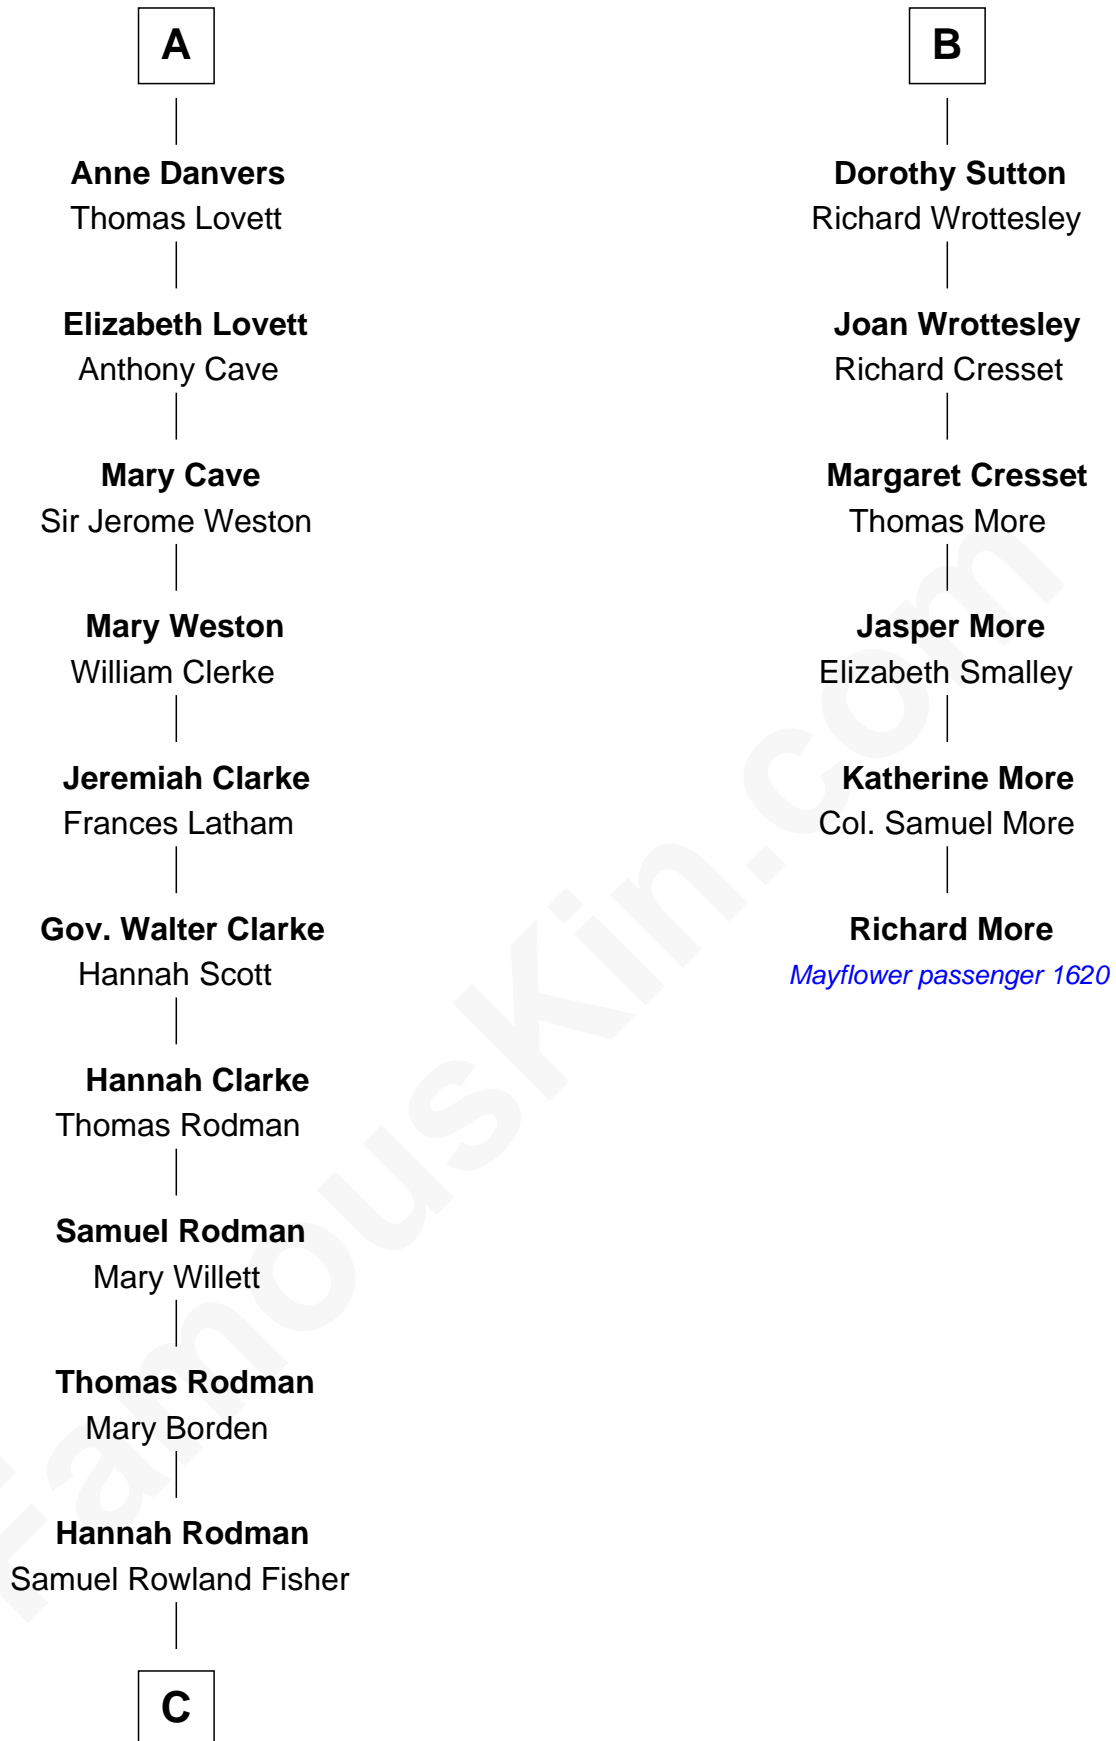 A
Anne Danvers
Thomas Lovett
Elizabeth Lovett
Anthony Cave
Mary Cave
Sir Jerome Weston
Mary Weston
William Clerke
Jeremiah Clarke
Frances Latham
Gov. Walter Clarke
Hannah Scott
Hannah Clarke
Thomas Rodman
Samuel Rodman
Mary Willett
Thomas Rodman
Mary Borden
Hannah Rodman
Samuel Rowland Fisher
C
B
Dorothy Sutton
Richard Wrottesley
Joan Wrottesley
Richard Cresset
Margaret Cresset
Thomas More
Jasper More
Elizabeth Smalley
Katherine More
Col. Samuel More
Richard More
Mayflower passenger 1620
FamousKin.com